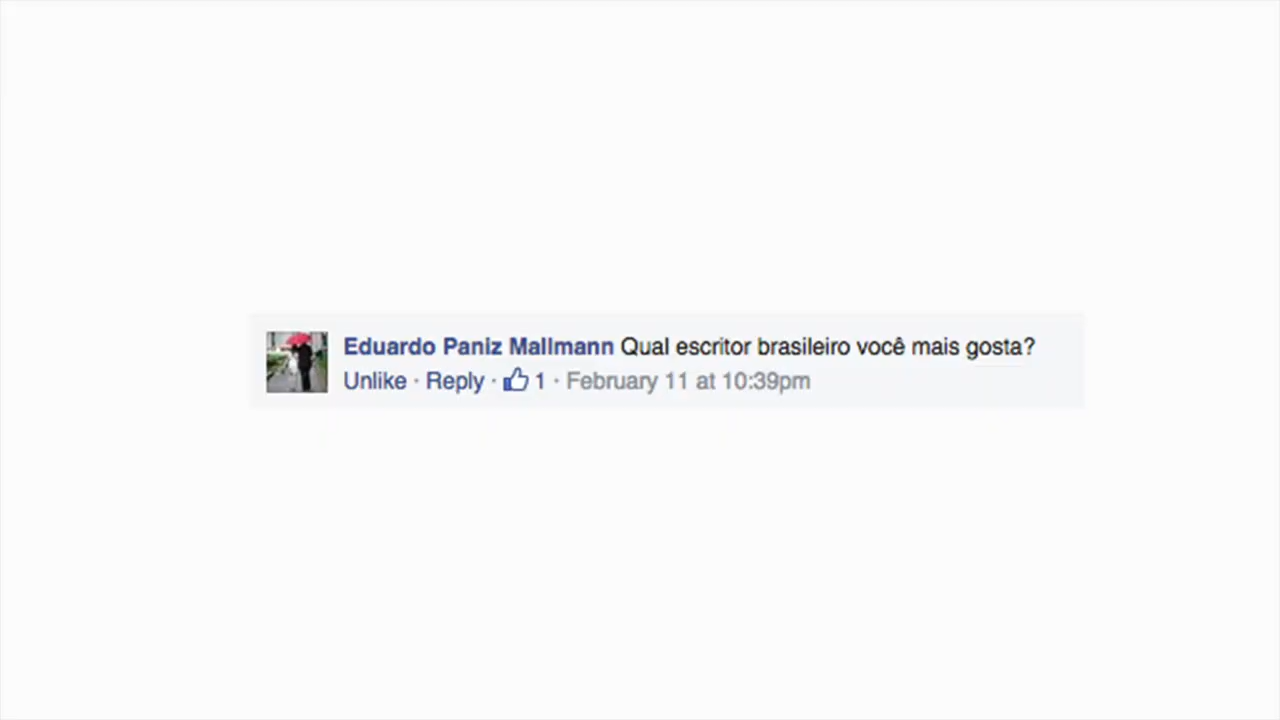 Eduardo Paniz Mallmann Qual escritor brasileiro você mais gosta?
Unlike · Reply · 1 · February 11 at 10:39pm